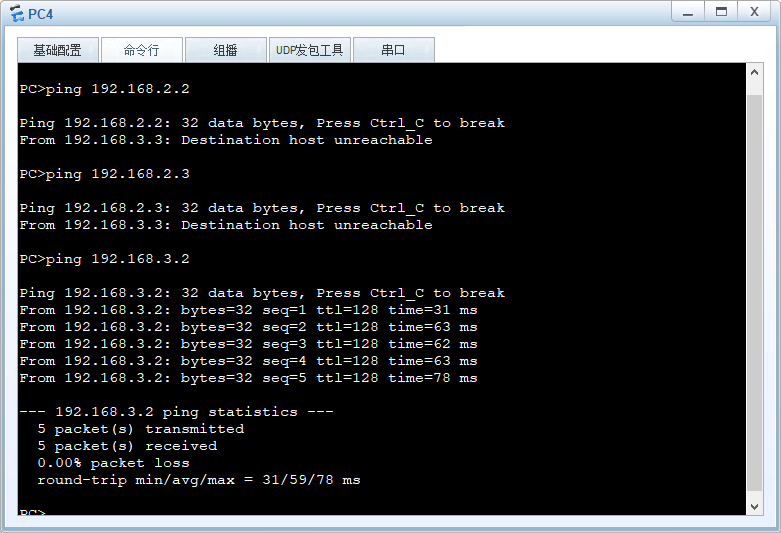 PC4
基础配置 命令行 组播 UDP发包工具 串口
PC>ping 192.168.2.2
Ping 192.168.2.2: 32 data bytes, Press Ctrl_C to break
From 192.168.3.3: Destination host unreachable
PC>ping 192.168.2.3
Ping 192.168.2.3: 32 data bytes, Press Ctrl_C to break
From 192.168.3.3: Destination host unreachable
PC>ping 192.168.3.2
Ping 192.168.3.2: 32 data bytes, Press Ctrl_C to break
From 192.168.3.2: bytes=32 seq=1 ttl=128 time=31 ms
From 192.168.3.2: bytes=32 seq=2 ttl=128 time=63 ms
From 192.168.3.2: bytes=32 seq=3 ttl=128 time=62 ms
From 192.168.3.2: bytes=32 seq=4 ttl=128 time=63 ms
From 192.168.3.2: bytes=32 seq=5 ttl=128 time=78 ms
--- 192.168.3.2 ping statistics ---
5 packet(s) transmitted
5 packet(s) received
0.00% packet loss
round-trip min/avg/max = 31/59/78 ms
PC>